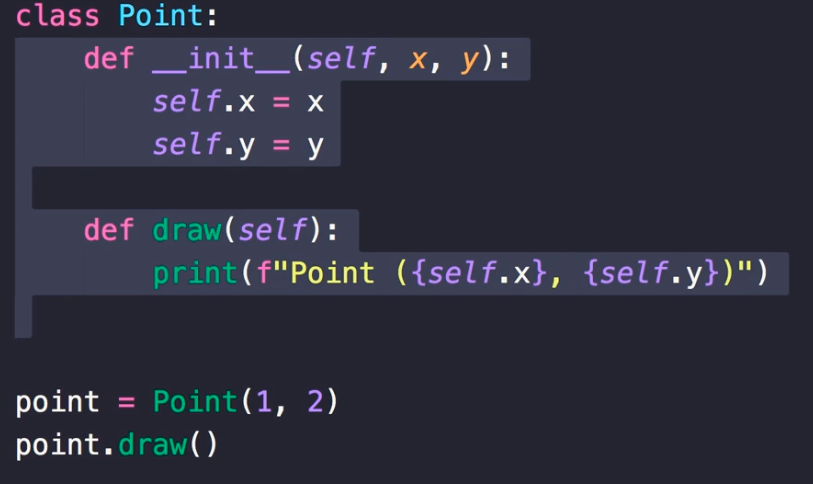 class Point:
    def __init__(self, x, y):
        self.x = x
        self.y = y

    def draw(self):
        print(f"Point ({self.x}, {self.y})")


point = Point(1, 2)
point.draw()